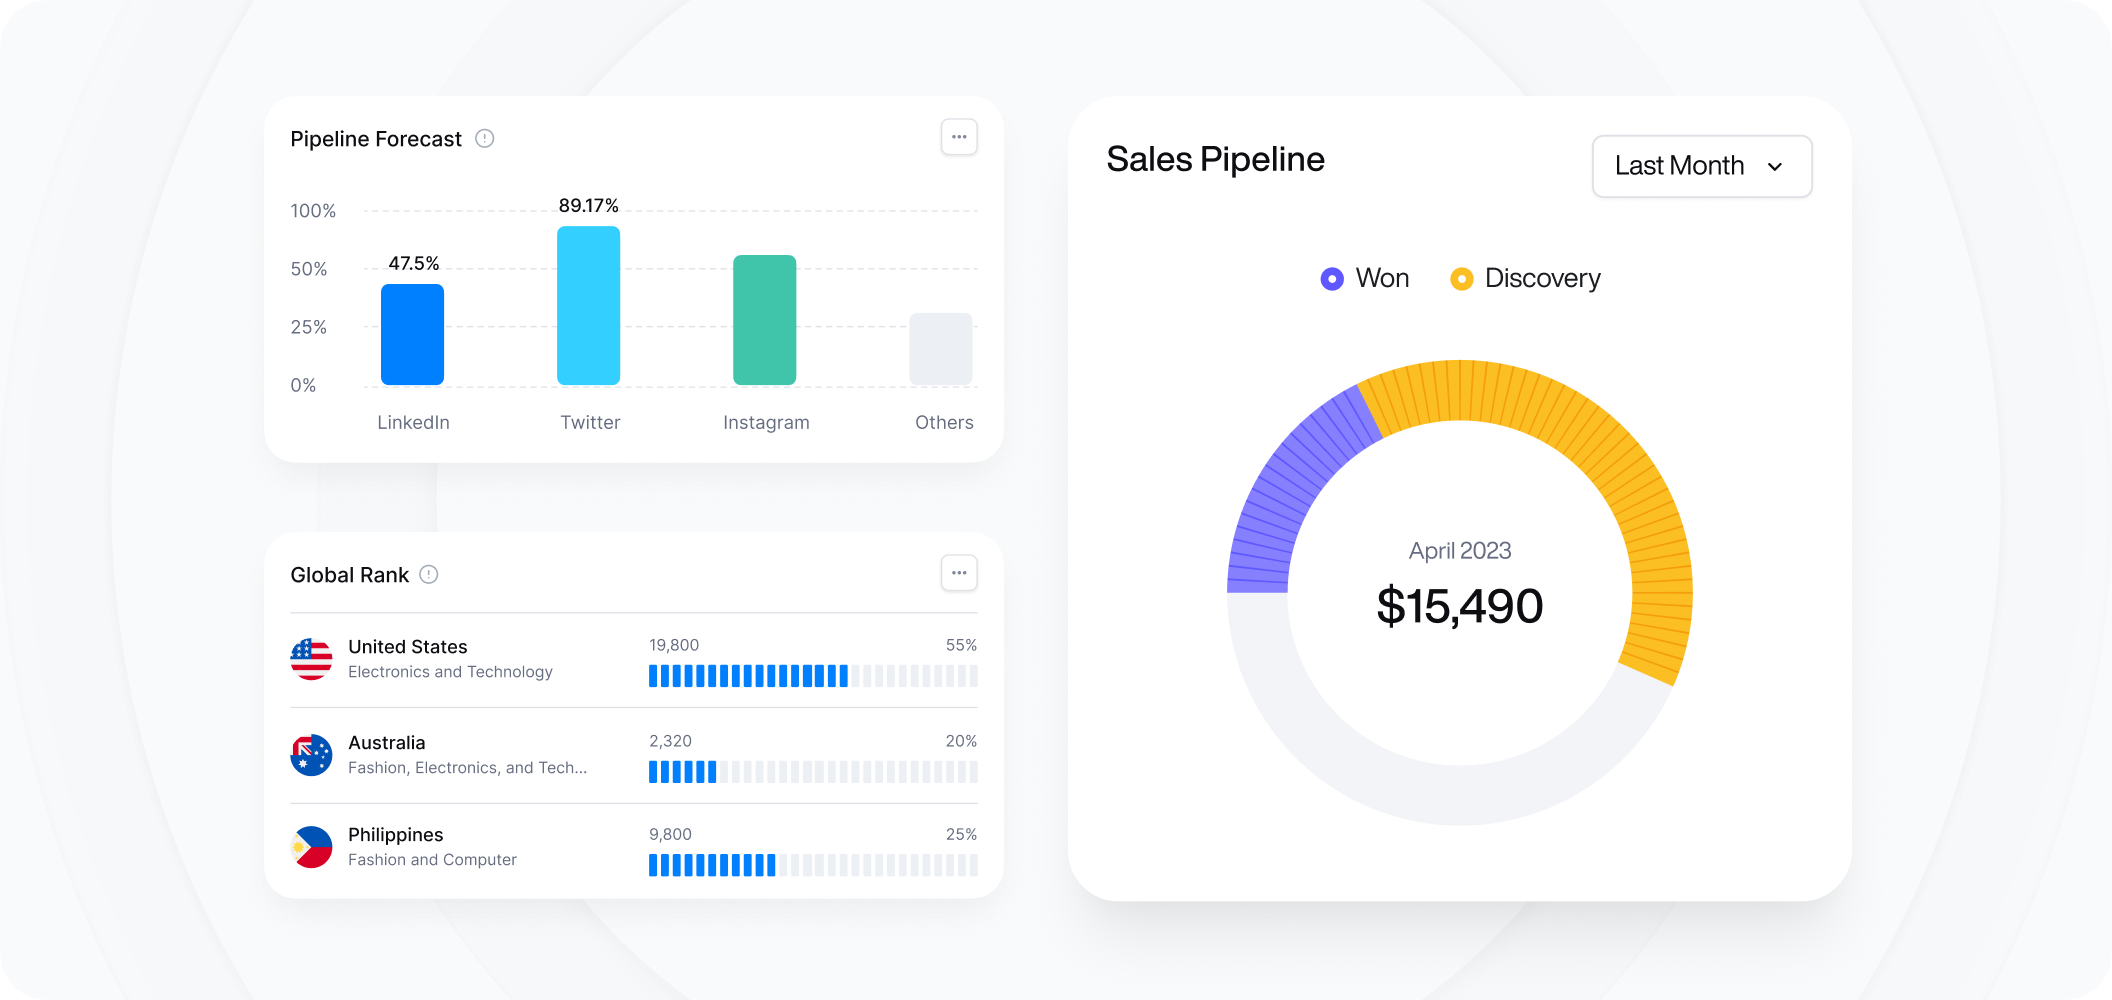 Pipeline Forecast
100%
50%
25%
0%
47.5%
89.17%
LinkedIn
Twitter
Instagram
Others
Global Rank
United States
Electronics and Technology
19,800
55%
Australia
Fashion, Electronics, and Tech...
2,320
20%
Philippines
Fashion and Computer
9,800
25%
Sales Pipeline
Last Month
Won
Discovery
April 2023
$15,490